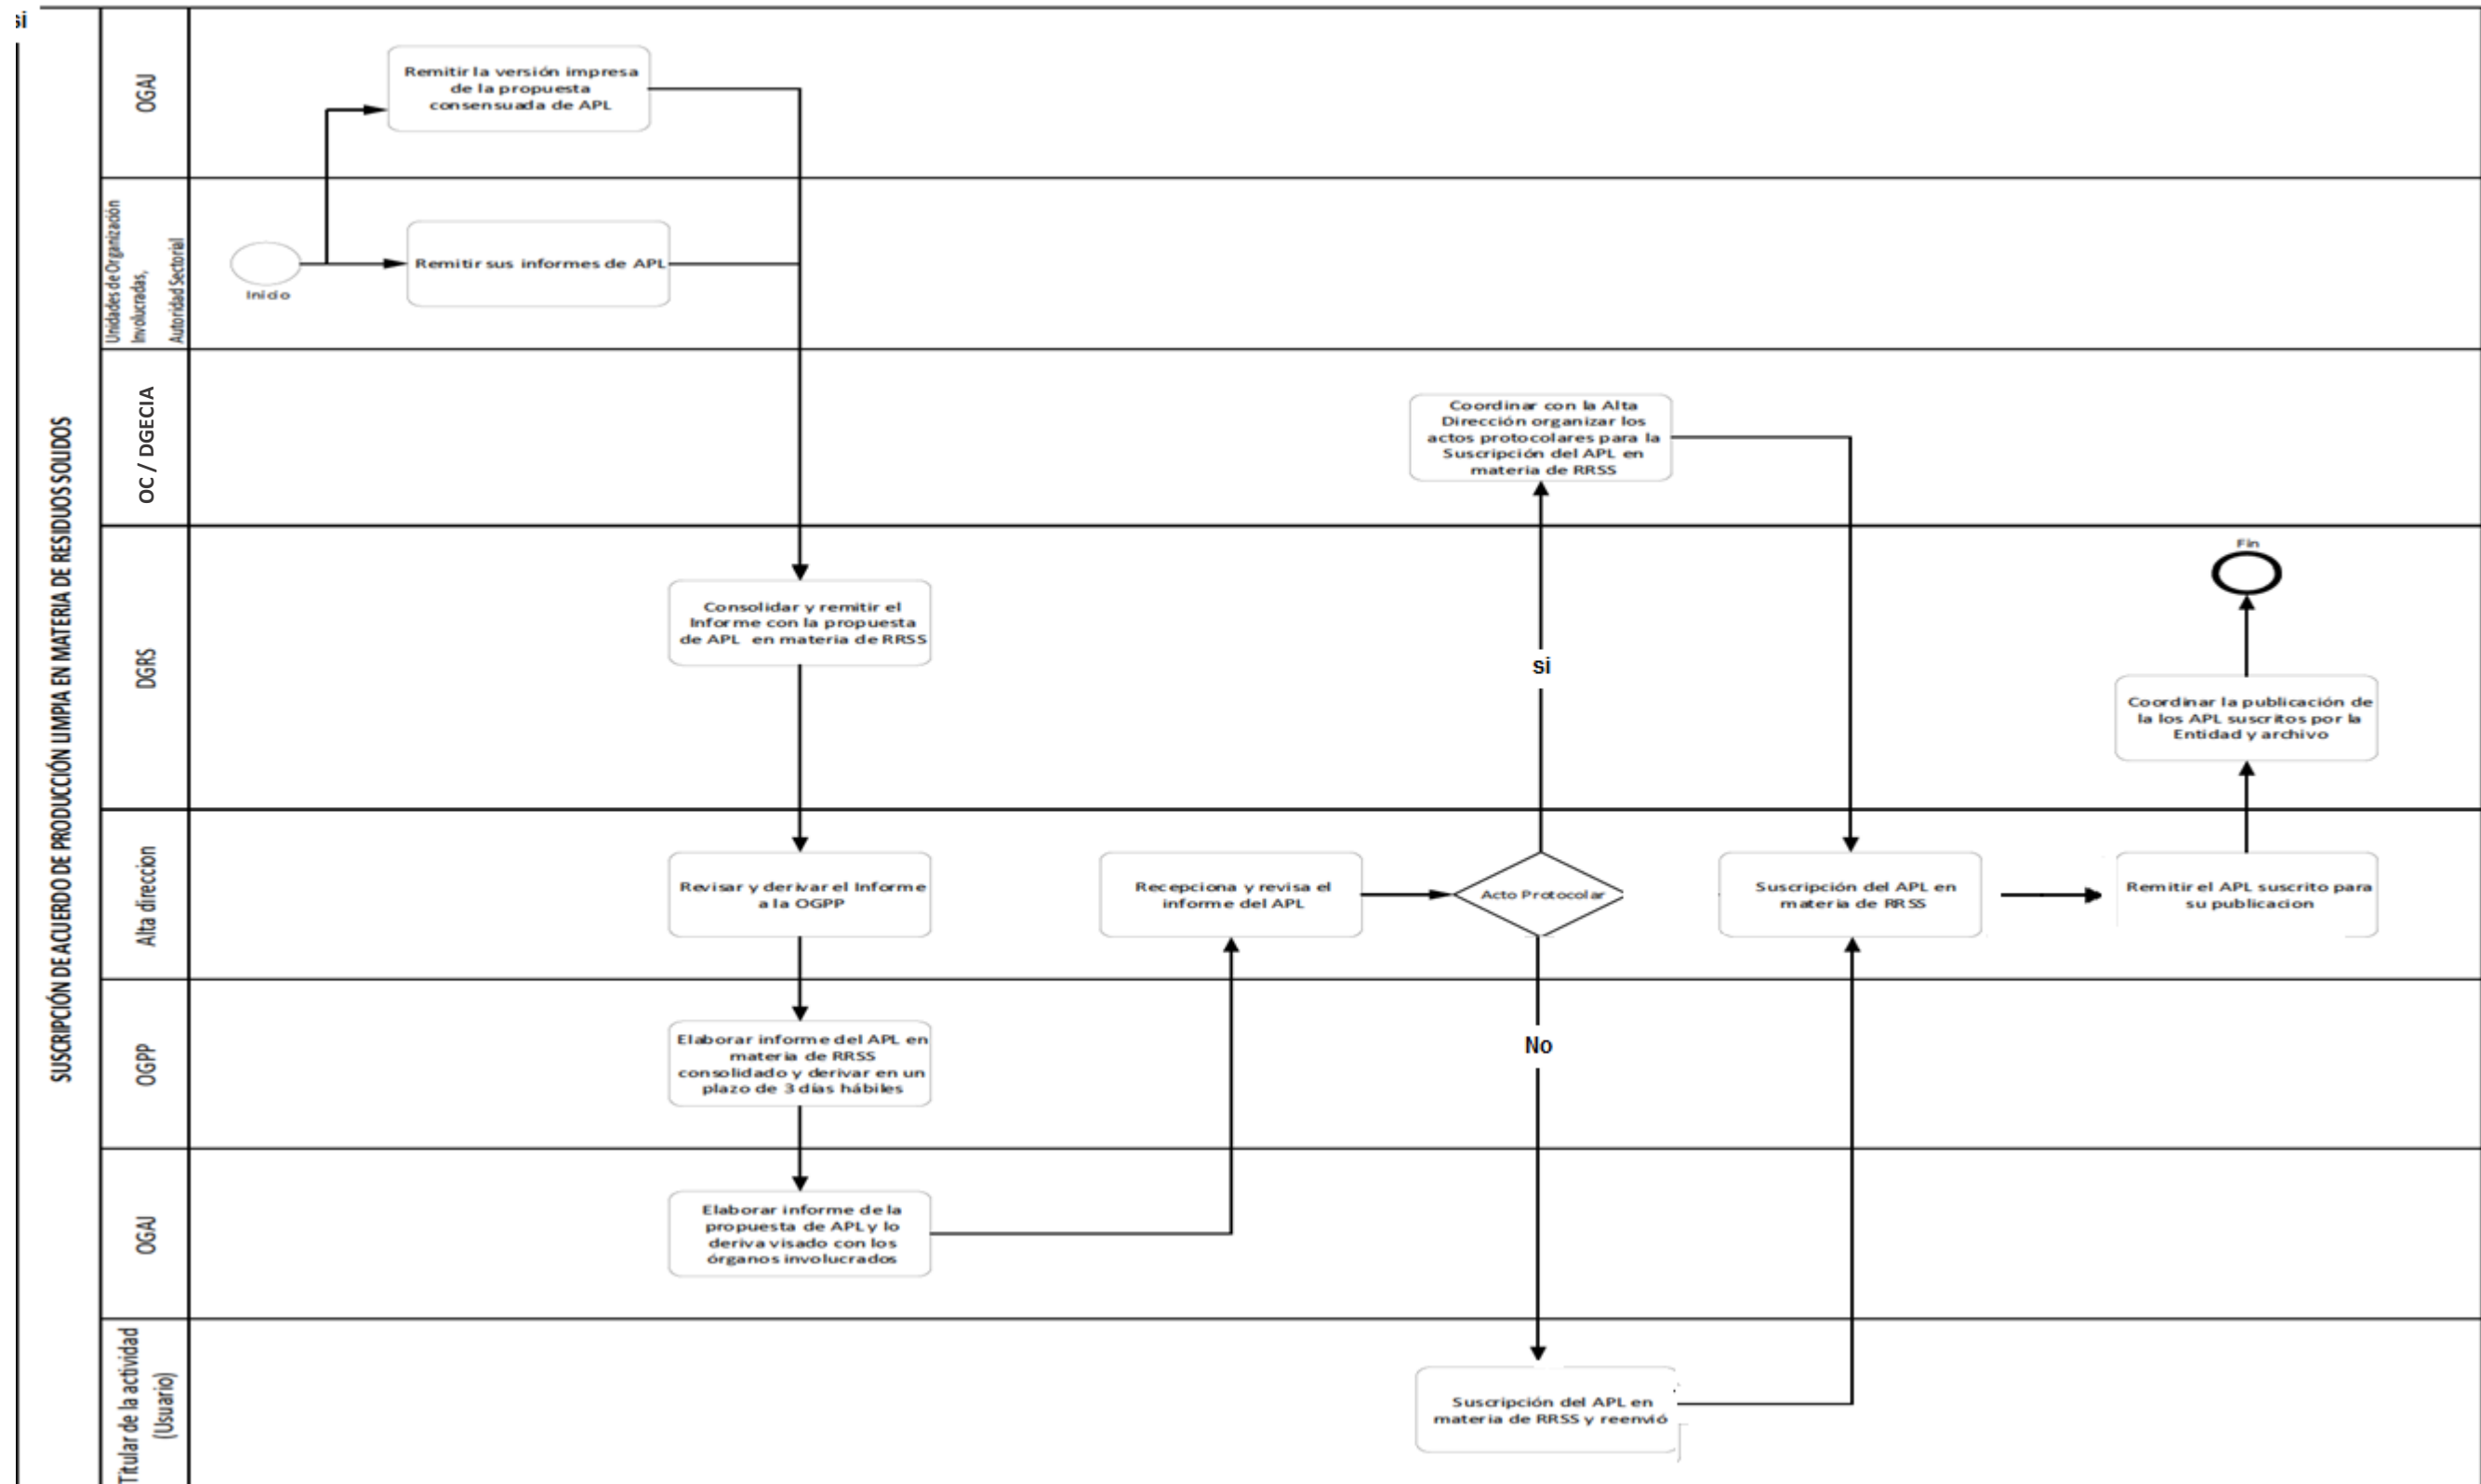 si
SUSCRIPCIÓN DE ACUERDO DE PRODUCCIÓN LIMPIA EN MATERIA DE RESIDUOS SOLIDOS
OGAJ
Remitir la versión impresa
de la propuesta
consensuada de APL
Unidades de Organización
Involucradas,
Autoridad Sectorial
Inicio
Remitir sus informes de APL
OC / DGECIA
Coordinar con la Alta
Dirección organizar los
actos protocolares para la
Suscripción del APL en
materia de RRSS
DGRS
Consolidar y remitir el
Informe con la propuesta
de APL en materia de RRSS
si
Fin
Coordinar la publicación de
la los APL suscritos por la
Entidad y archivo
Alta direccion
Revisar y derivar el Informe
a la OGPP
Recepciona y revisa el
informe del APL
Acto Protocolar
Suscripción del APL en
materia de RRSS
Remitir el APL suscrito para
su publicacion
OGPP
Elaborar informe del APL en
materia de RRSS
consolidado y derivar en un
plazo de 3 días hábiles
No
OGAJ
Elaborar informe de la
propuesta de APL y lo
deriva visado con los
órganos involucrados
Titular de la actividad
(Usuario)
Suscripción del APL en
materia de RRSS y reenvió